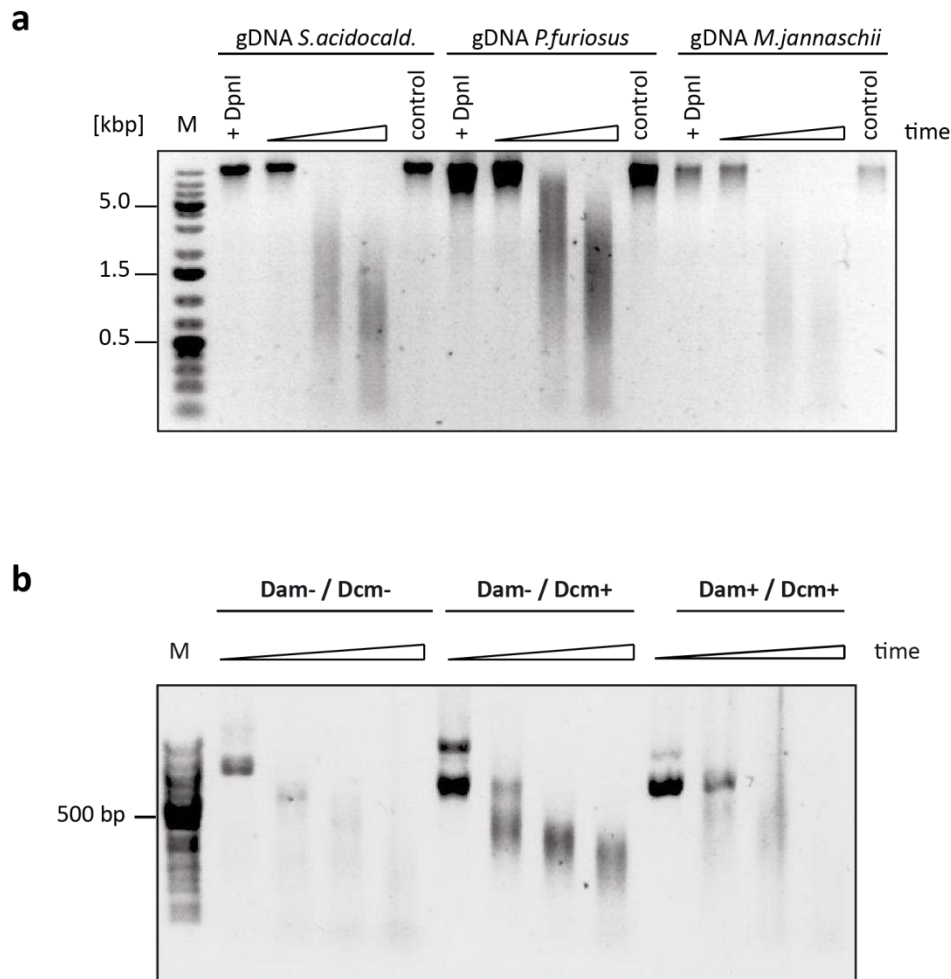 a
gDNA S.acidocald. gDNA P.furiosus gDNA M.jannaschii
[kbp] M + DpnI control + DpnI control + DpnI control time
5.0
1.5
0.5
b
Dam- / Dcm- Dam- / Dcm+ Dam+ / Dcm+
M time
500 bp